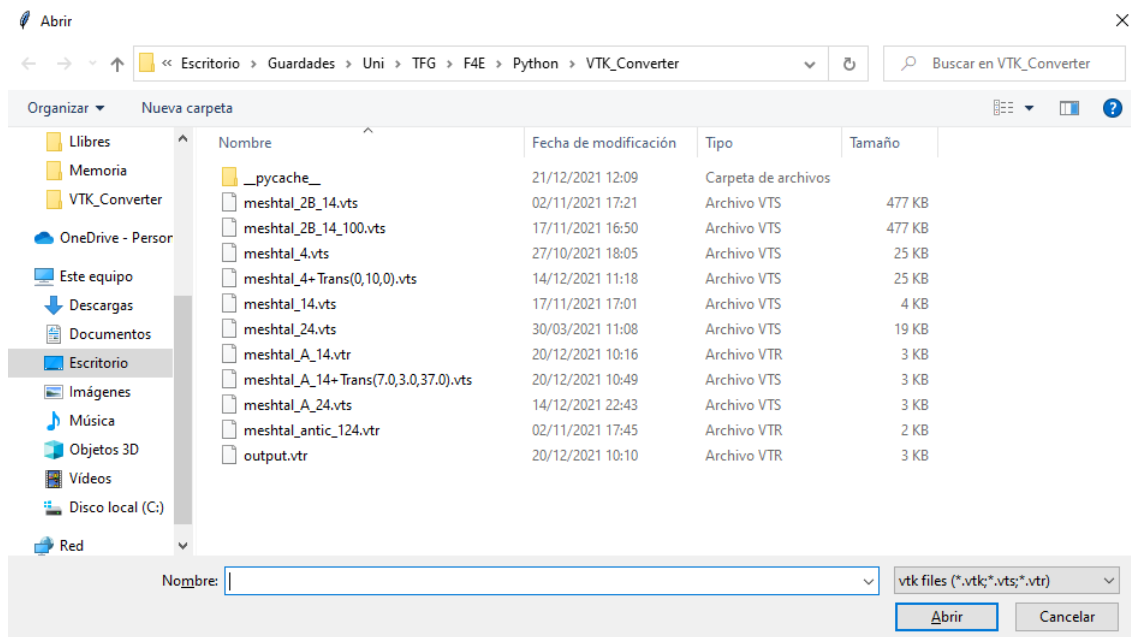 Abrir
« Escritorio > Guardades > Uni > TFG > F4E > Python > VTK_Converter
Buscar en VTK_Converter
Organizar Nueva carpeta
Llibres
Memoria
VTK_Converter
OneDrive - Person
Este equipo
Descargas
Documentos
Escritorio
Imágenes
Música
Objetos 3D
Vídeos
Disco local (C:)
Red
Nombre Fecha de modificación Tipo Tamaño
__pycache__ 21/12/2021 12:09 Carpeta de archivos
meshtal_2B_14.vts 02/11/2021 17:21 Archivo VTS 477 KB
meshtal_2B_14_100.vts 17/11/2021 16:50 Archivo VTS 477 KB
meshtal_4.vts 27/10/2021 18:05 Archivo VTS 25 KB
meshtal_4+Trans(0,10,0).vts 14/12/2021 11:18 Archivo VTS 25 KB
meshtal_14.vts 17/11/2021 17:01 Archivo VTS 4 KB
meshtal_24.vts 30/03/2021 11:08 Archivo VTS 19 KB
meshtal_A_14.vtr 20/12/2021 10:16 Archivo VTR 3 KB
meshtal_A_14+Trans(7.0,3.0,37.0).vts 20/12/2021 10:49 Archivo VTS 3 KB
meshtal_A_24.vts 14/12/2021 22:43 Archivo VTS 3 KB
meshtal_antic_124.vtr 02/11/2021 17:45 Archivo VTR 2 KB
output.vtr 20/12/2021 10:10 Archivo VTR 3 KB
Nombre:
vtk files (*.vtk;*.vts;*.vtr)
Abrir Cancelar